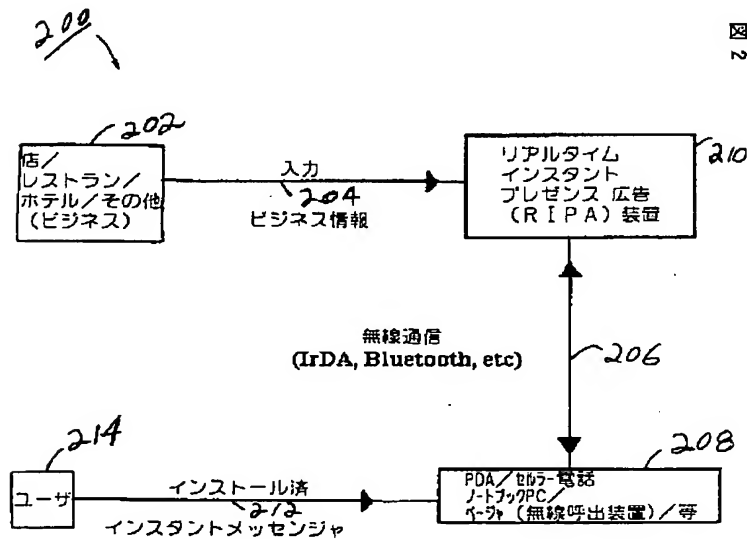 図2
200
202
店/
レストラン/
ホテル/その他
(ビジネス)
入力
204
ビジネス情報
210
リアルタイム
インスタント
プレゼンス 広告
(RIPA)装置
無線通信
(IrDA, Bluetooth, etc)
206
214
ユーザ
インストール済
212
インスタントメッセンジャ
208
PDA/セルラー電話
ノートブックPC/
ページャ(無線呼出装置)/等